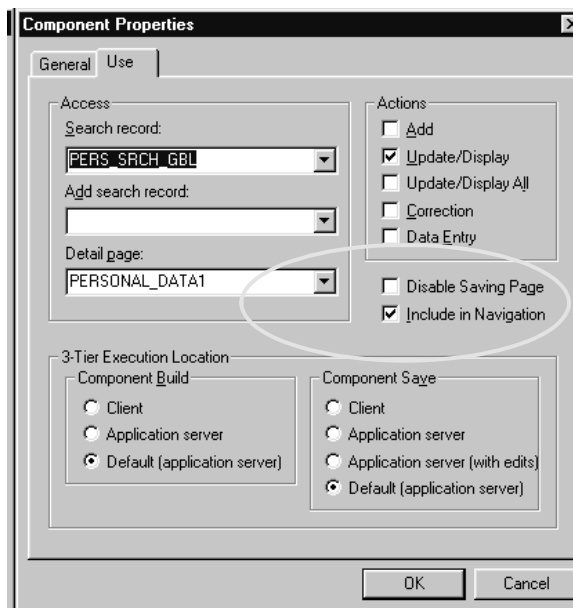 Component Properties
General Use
Access
Search record:
PERS_SRCH_GBL
Add search record:
Detail page:
PERSONAL_DATA1
Actions
Add
Update/Display
Update/Display All
Correction
Data Entry
Disable Saving Page
Include in Navigation
3-Tier Execution Location
Component Build
Client
Application server
Default (application server)
Component Save
Client
Application server
Application server (with edits)
Default (application server)
OK Cancel